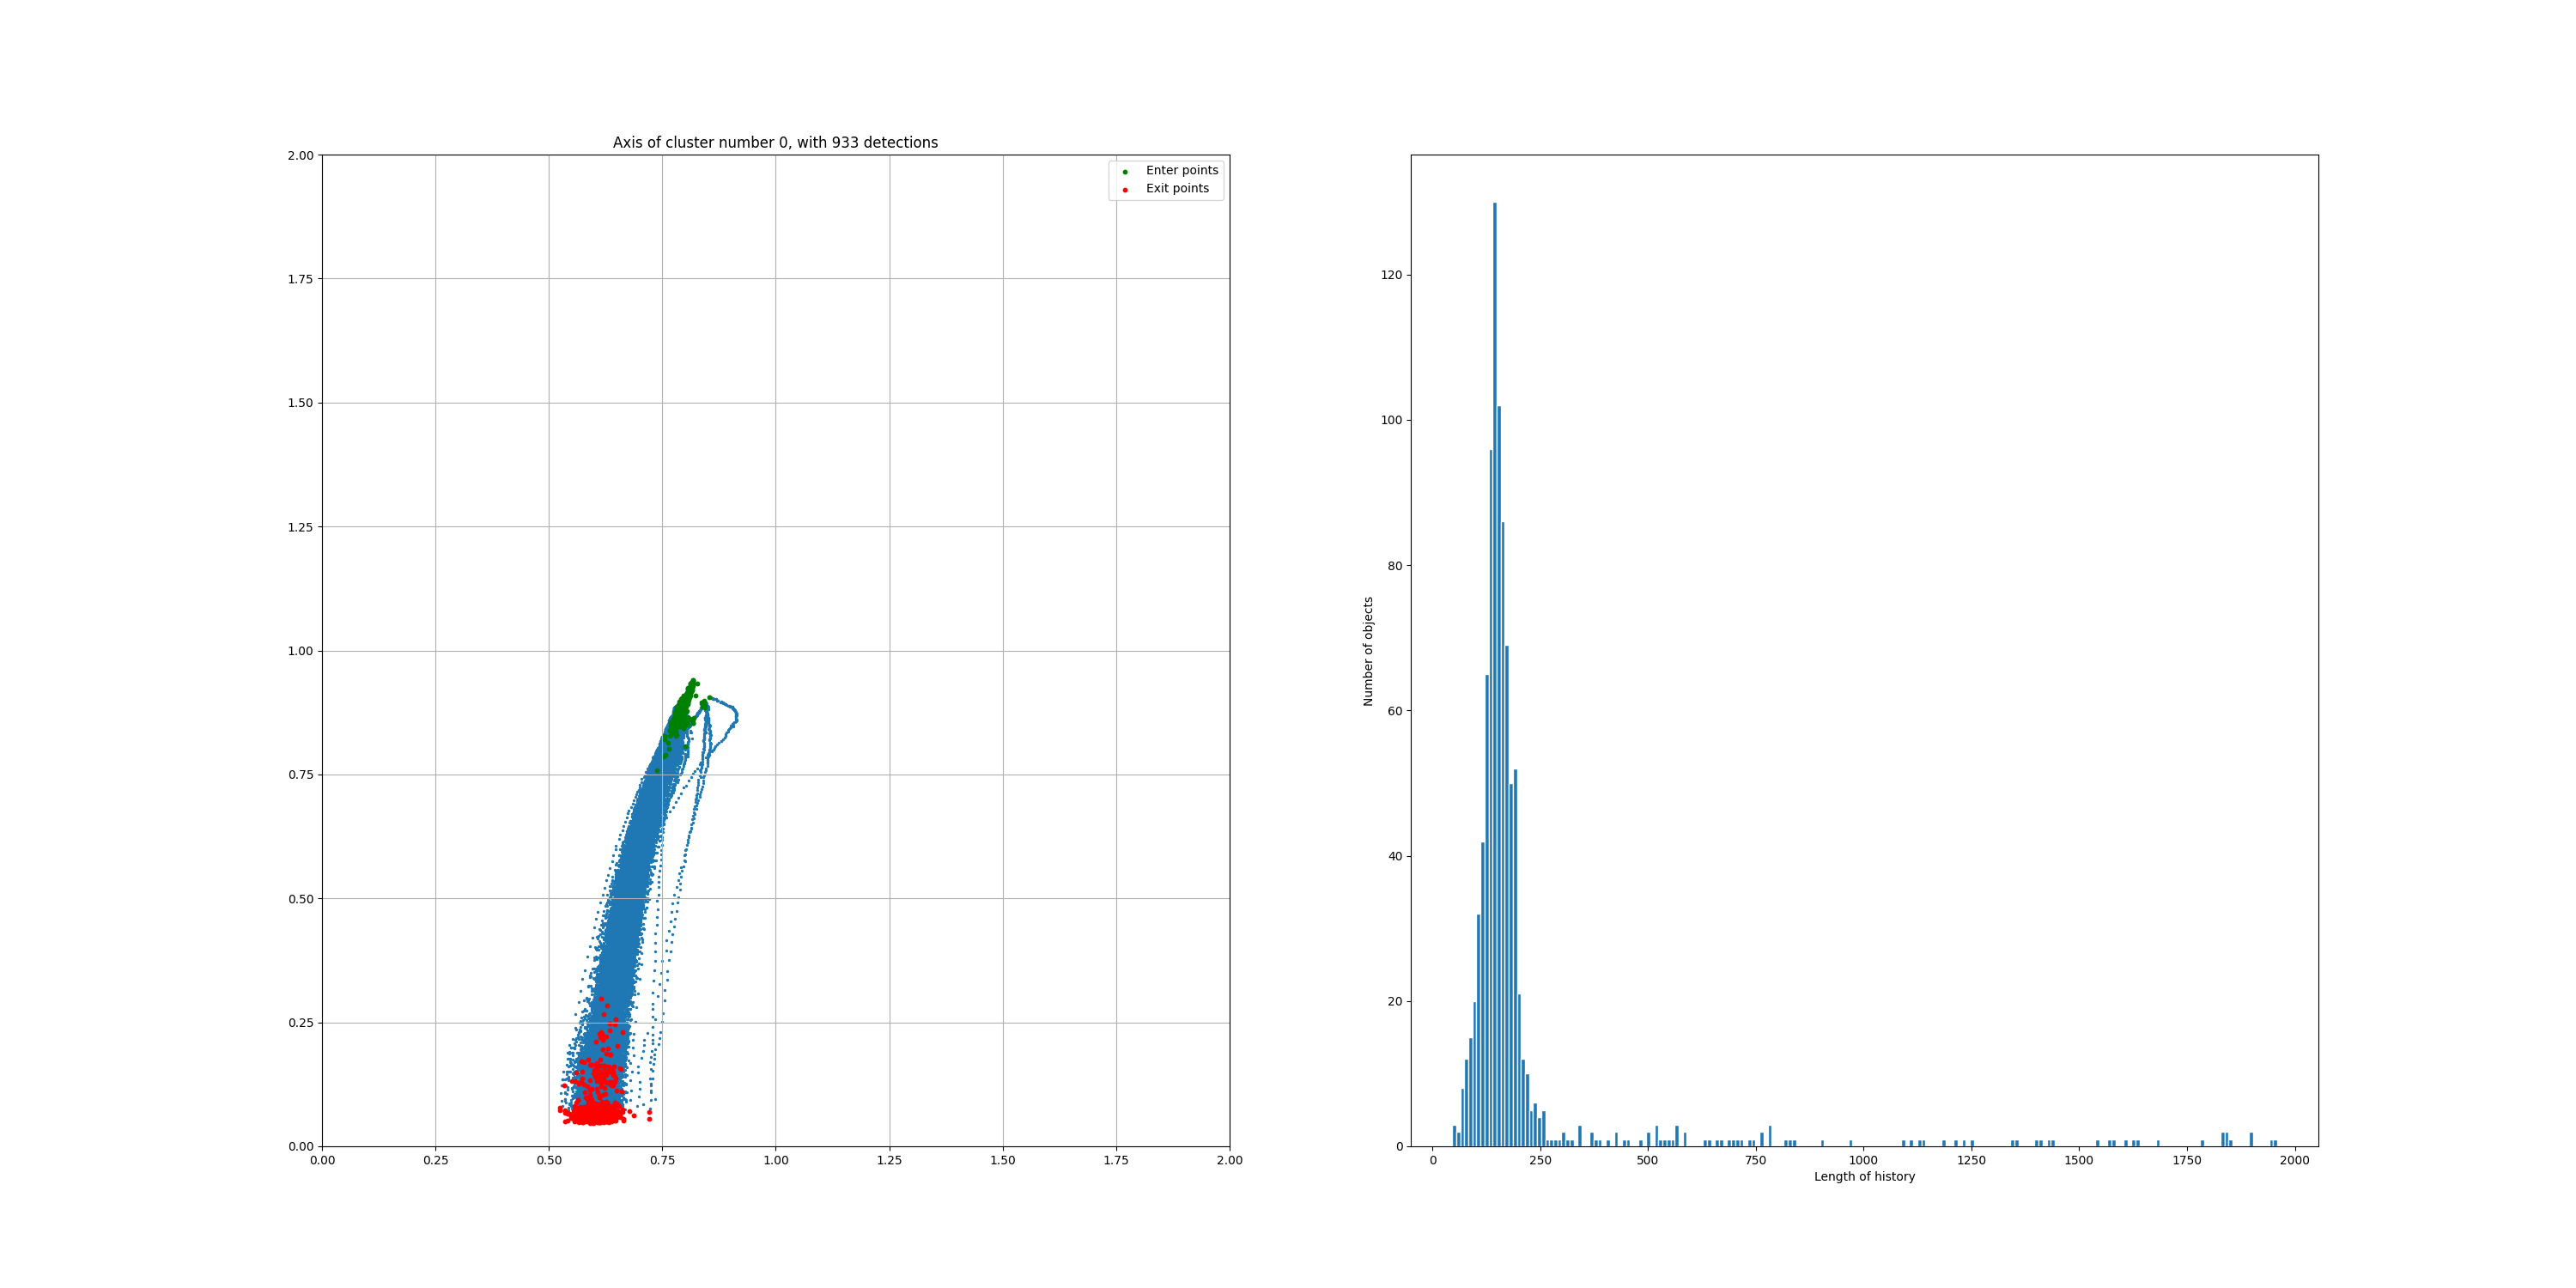 Axis of cluster number 0, with 933 detections
Enter points
Exit points
2.00
1.75
1.50
1.25
1.00
0.75
0.50
0.25
0.00
0.00 0.25 0.50 0.75 1.00 1.25 1.50 1.75 2.00
Number of objects
120
100
80
60
40
20
0
0 250 500 750 1000 1250 1500 1750 2000
Length of history